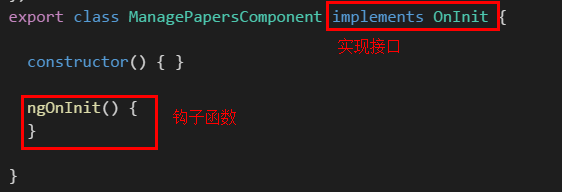 export class ManagePapersComponent implements OnInit {
实现接口
constructor() { }
ngOnInit() {
钩子函数
}
}